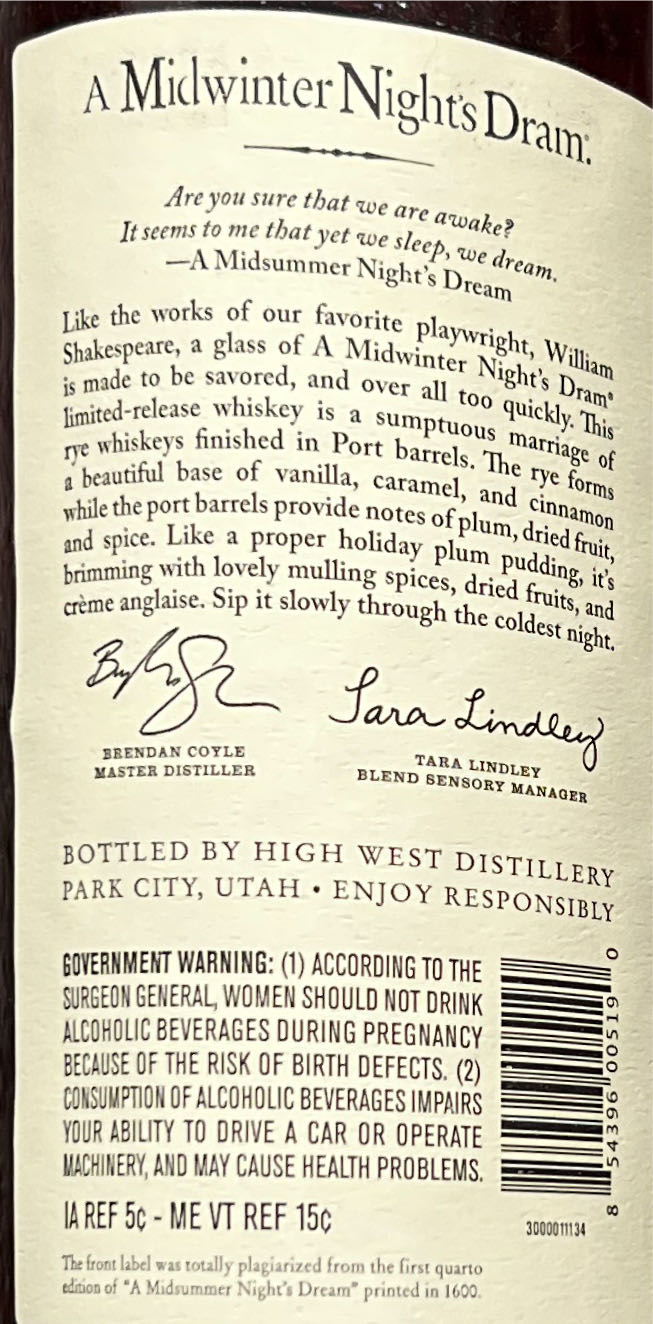 A Midwinter Night's Dram.
Are you sure that we are awake?
It seems to me that yet we sleep, we dream.
—A Midsummer Night's Dream
Like the works of our favorite playwright, William
Shakespeare, a glass of A Midwinter Night's Dram®
is made to be savored, and over all too quickly. This
limited-release whiskey is a sumptuous marriage of
rye whiskeys finished in Port barrels. The rye forms
a beautiful base of vanilla, caramel, and cinnamon
while the port barrels provide notes of plum, dried fruit,
and spice. Like a proper holiday plum pudding, it's
brimming with lovely mulling spices, dried fruits, and
crème anglaise. Sip it slowly through the coldest night.
Tara Lindley
BRENDAN COYLE
MASTER DISTILLER
TARA LINDLEY
BLEND SENSORY MANAGER
BOTTLED BY HIGH WEST DISTILLERY
PARK CITY, UTAH • ENJOY RESPONSIBLY
GOVERNMENT WARNING: (1) ACCORDING TO THE
SURGEON GENERAL, WOMEN SHOULD NOT DRINK
ALCOHOLIC BEVERAGES DURING PREGNANCY
BECAUSE OF THE RISK OF BIRTH DEFECTS. (2)
CONSUMPTION OF ALCOHOLIC BEVERAGES IMPAIRS
YOUR ABILITY TO DRIVE A CAR OR OPERATE
MACHINERY, AND MAY CAUSE HEALTH PROBLEMS.
8 54396 00519 0
IA REF 5¢ - ME VT REF 15¢
3000011134
The front label was totally plagiarized from the first quarto
edition of "A Midsummer Night's Dream" printed in 1600.